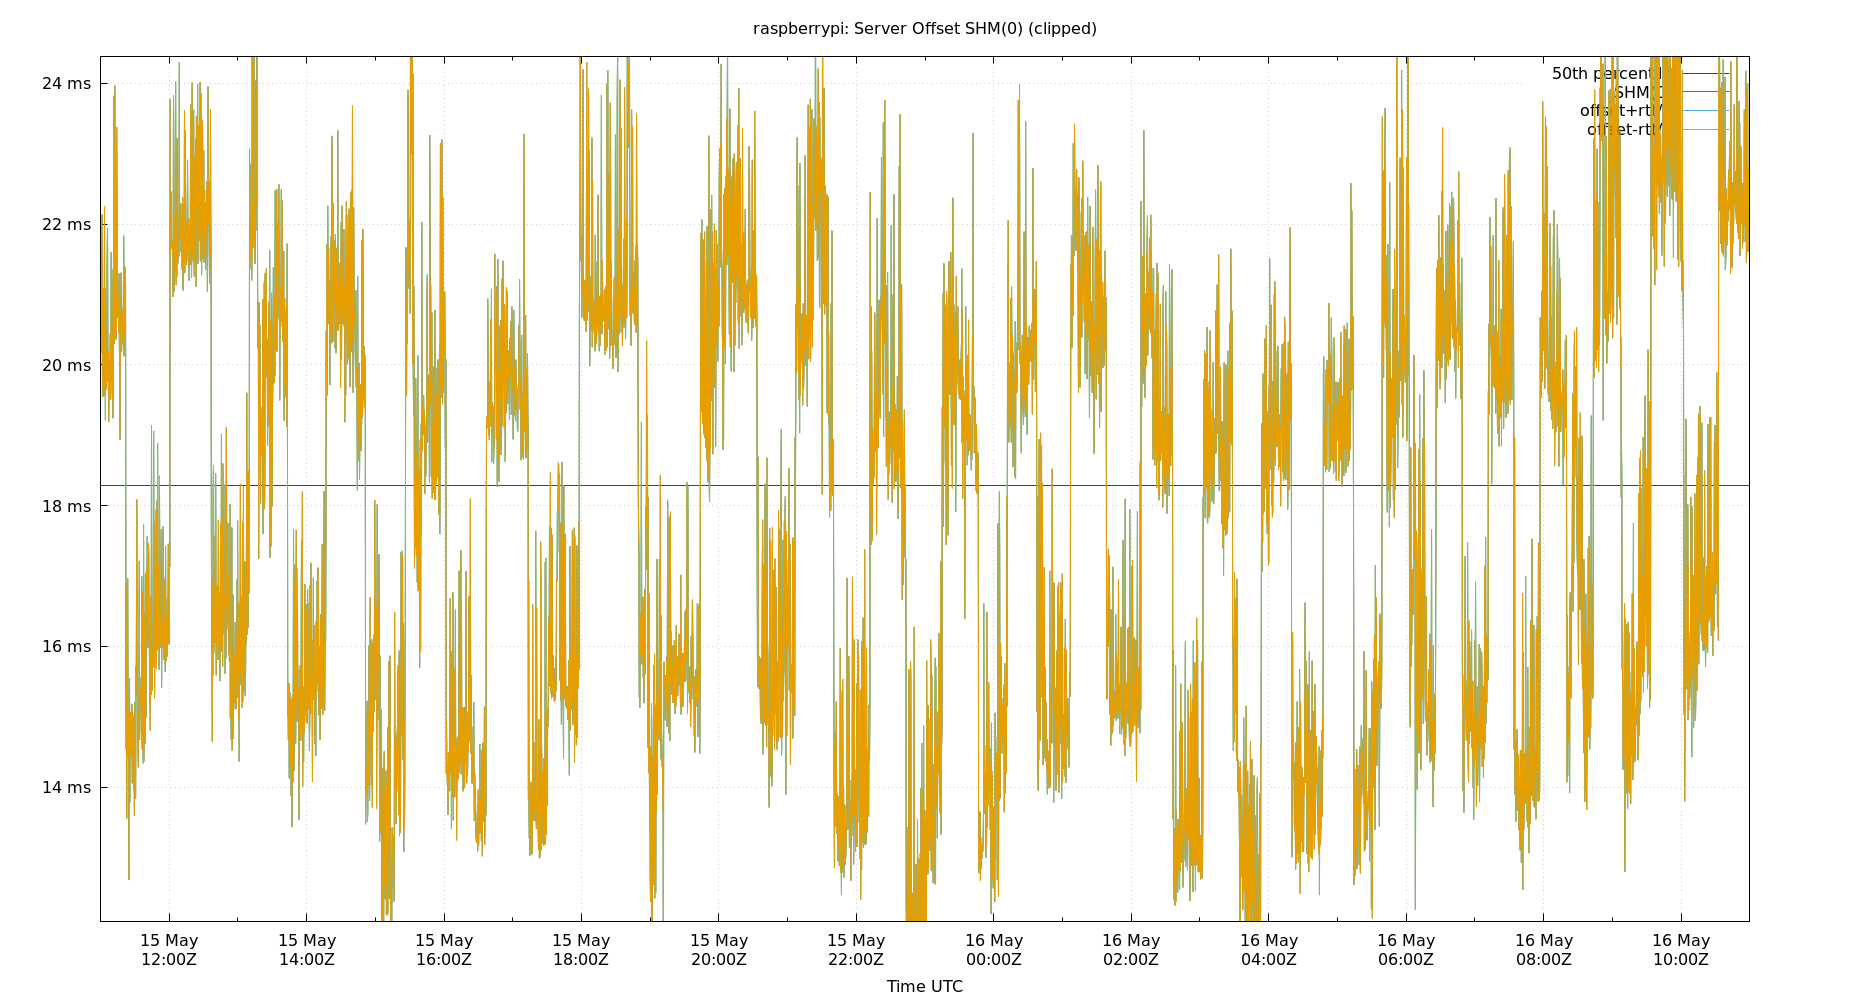 raspberrypi: Server Offset SHM(0) (clipped)
24 ms
22 ms
20 ms
18 ms
16 ms
14 ms
50th
offset-rtt/
15 May 15 May 15 May 15 May 15 May 15 May 16 May 16 May 16 May 16 May 16 May 16 May
12:00Z 14:00Z 16:00Z 18:00Z 20:00Z 22:00Z 00:00Z 02:00Z 04:00Z 06:00Z 08:00Z 10:00Z
Time UTC